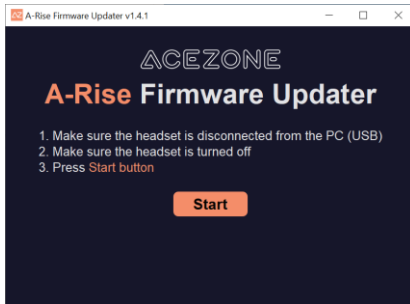 A-Rise Firmware Updater v1.4.1
ACEZONE
A-Rise Firmware Updater
1. Make sure the headset is disconnected from the PC (USB)
2. Make sure the headset is turned off
3. Press Start button
Start